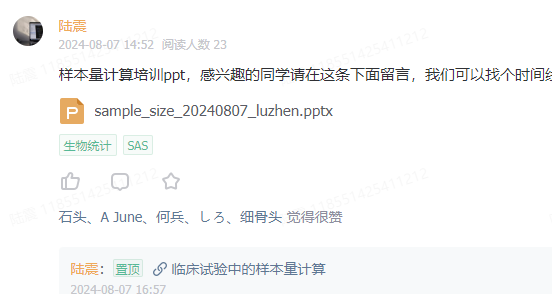 陆震
2024-08-07 14:52 阅读人数 23
样本量计算培训ppt，感兴趣的同学请在这条下面留言，我们可以找个时间线
sample_size_20240807_luzhen.pptx
生物统计 SAS
石头、A June、何兵、しろ、细骨头 觉得很赞
陆震： 置顶 临床试验中的样本量计算
2024-08-07 16:57